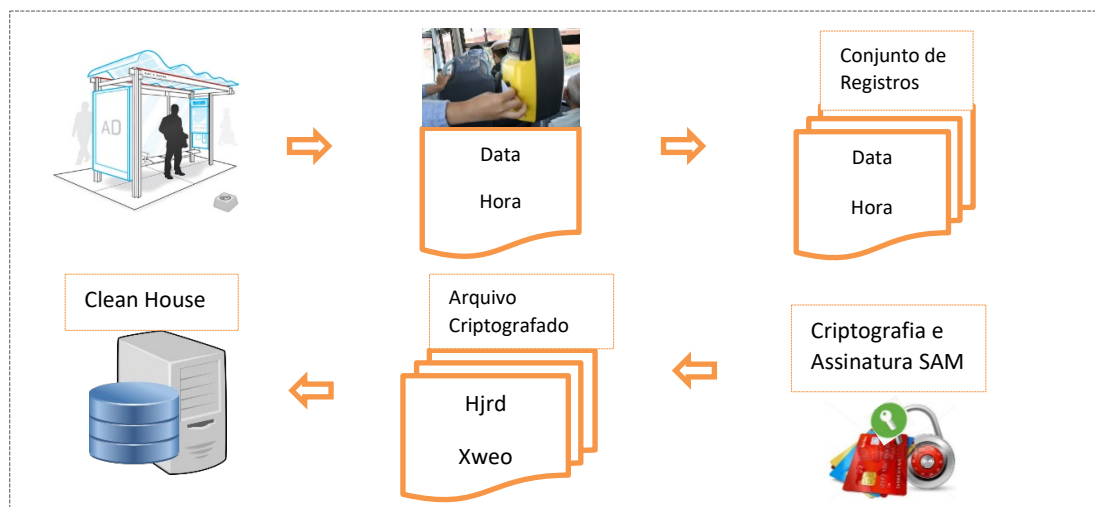 AD
Data
Hora
Conjunto de
Registros
Data
Hora
Clean House
Arquivo
Criptografado
Hjrd
Xweo
Criptografia e
Assinatura SAM